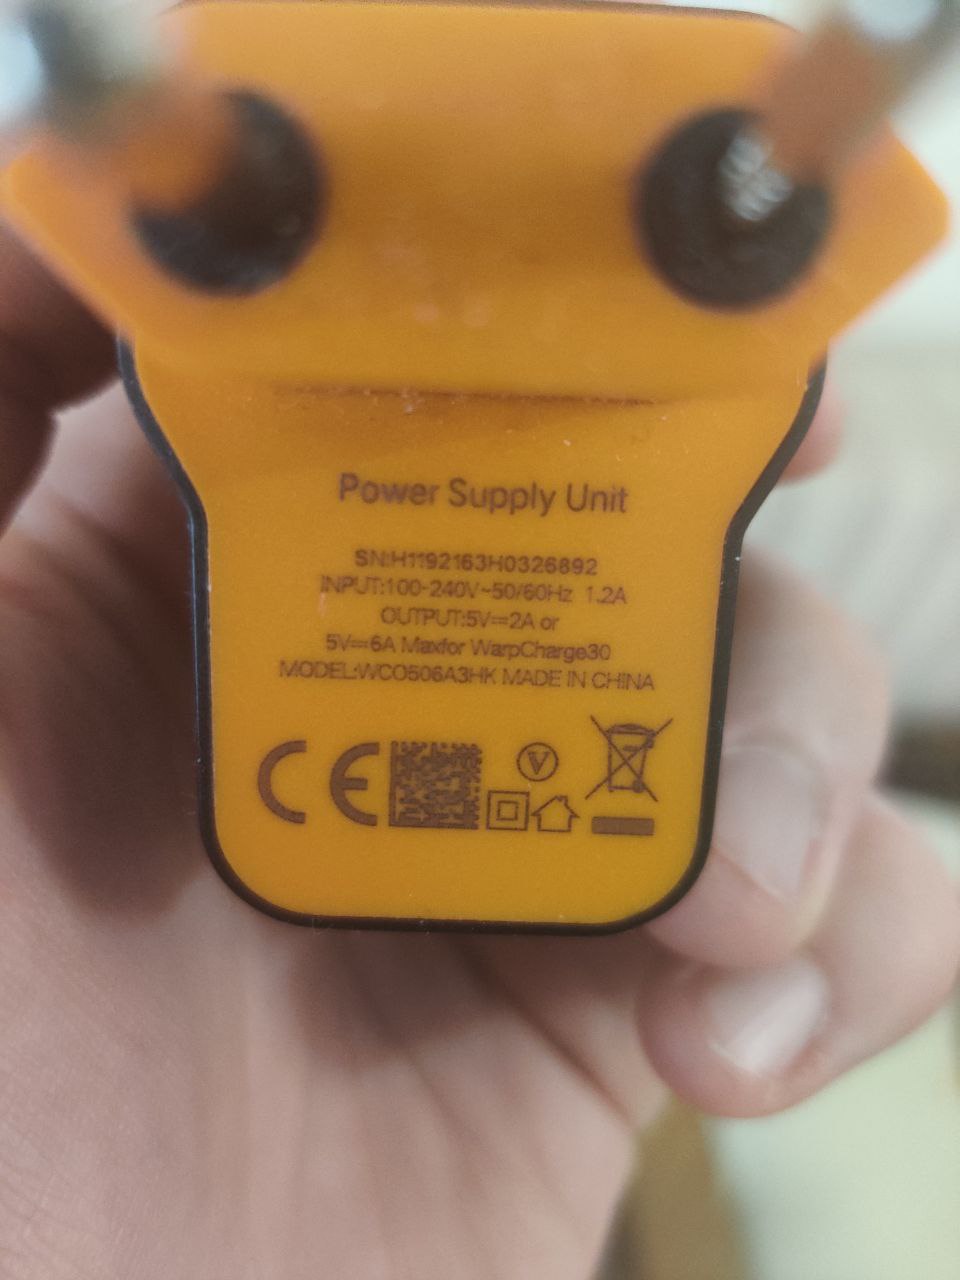 Power Supply Unit
SN:H1192163H0326892
INPUT:100-240V~50/60Hz 1.2A
OUTPUT:5V⎓2A or
5V⎓6A Maxfor WarpCharge30
MODEL:WC0506A3HK MADE IN CHINA
CE
V